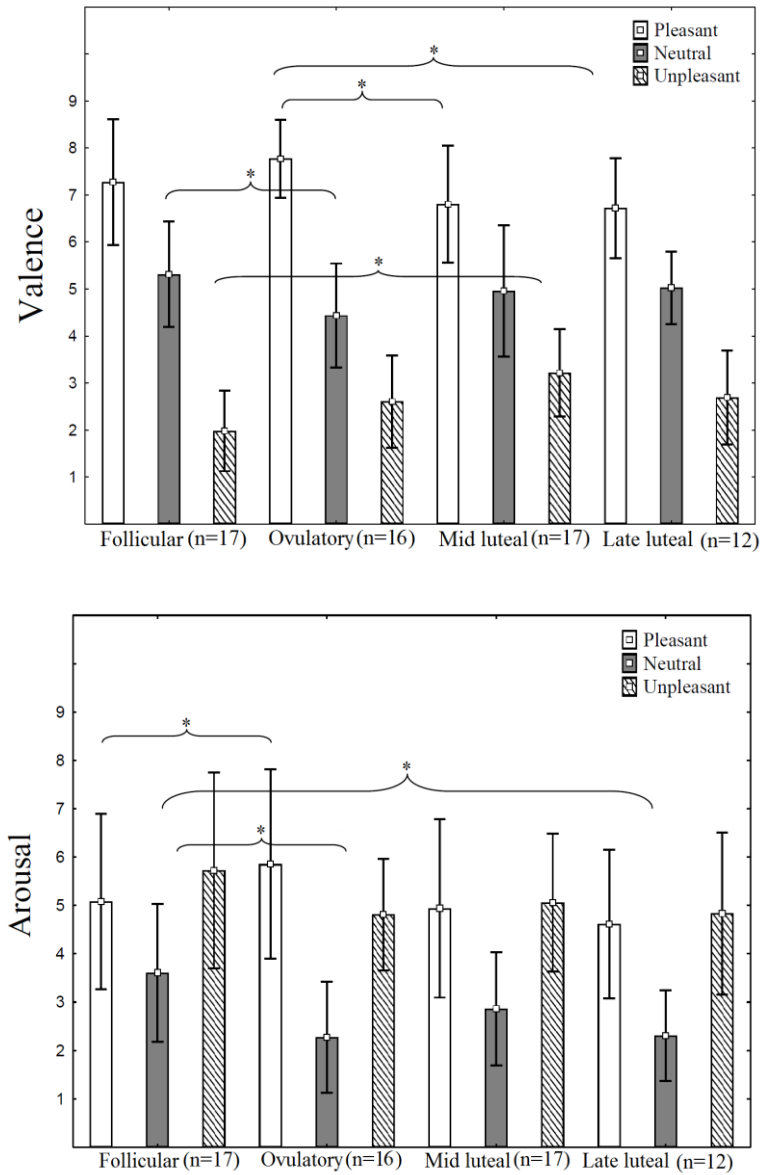 Pleasant
Neutral
Unpleasant
*
*
*
*
Valence
9
8
7
6
5
4
3
2
1
Follicular (n=17) Ovulatory (n=16) Mid luteal (n=17) Late luteal (n=12)
Pleasant
Neutral
Unpleasant
*
*
*
Arousal
9
8
7
6
5
4
3
2
1
Follicular (n=17) Ovulatory (n=16) Mid luteal (n=17) Late luteal (n=12)